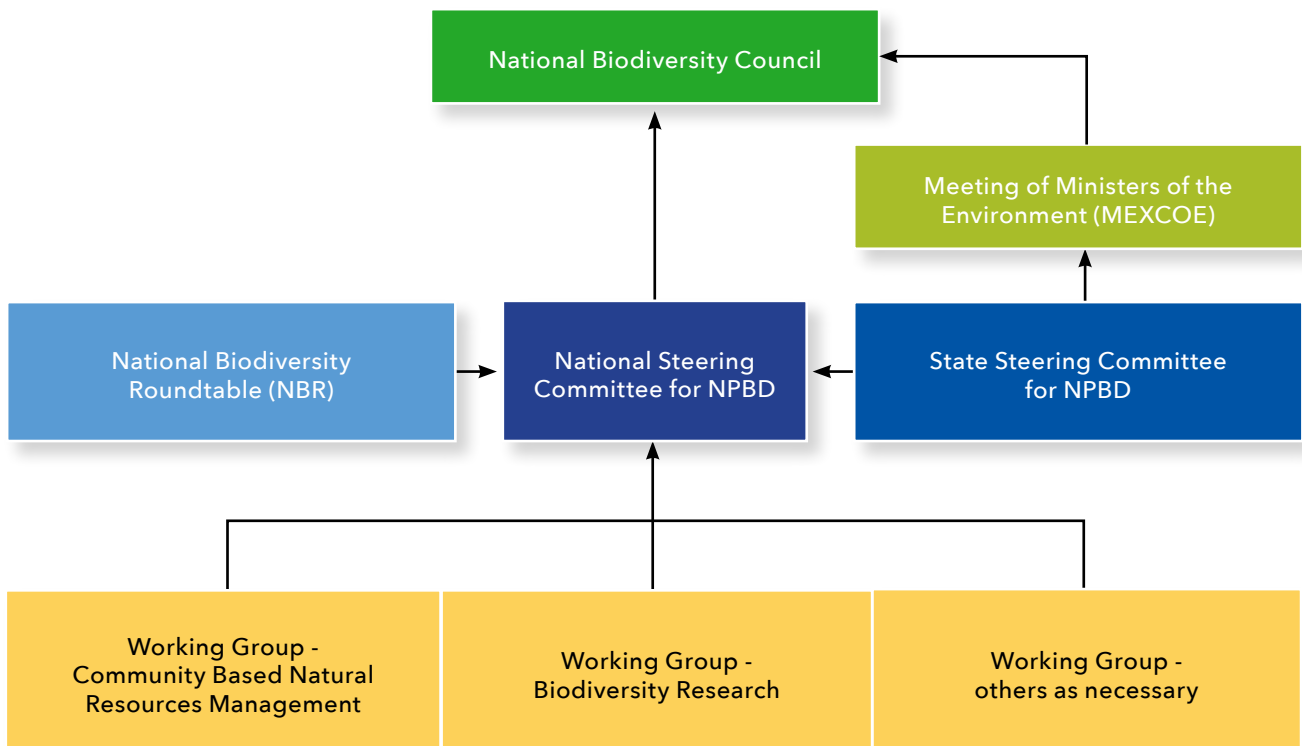 National Biodiversity Council
Meeting of Ministers of the
Environment (MEXCOE)
National Biodiversity
Roundtable (NBR)
National Steering
Committee for NPBD
State Steering Committee
for NPBD
Working Group -
Community Based Natural
Resources Management
Working Group -
Biodiversity Research
Working Group -
others as necessary